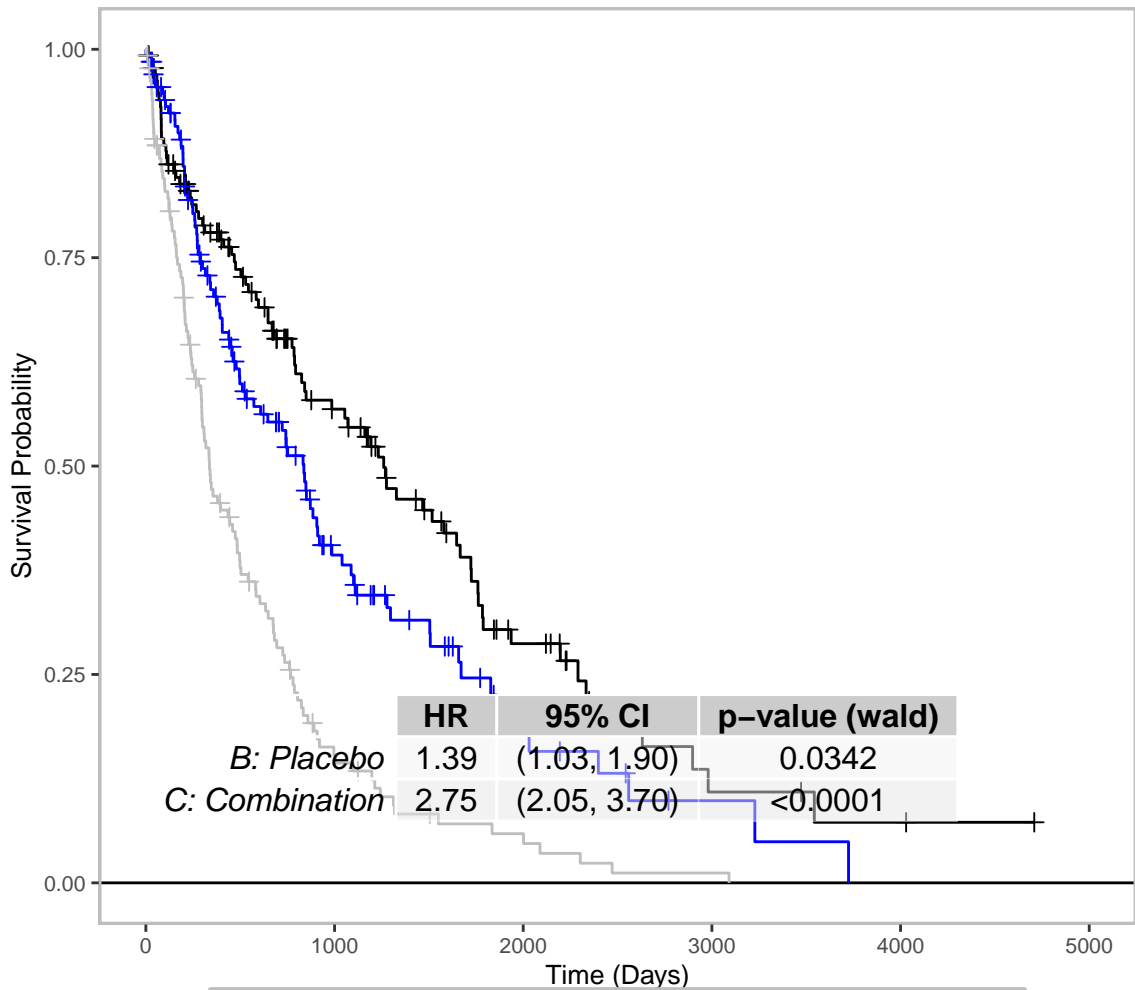 1.00
0.75
0.50
0.25
0.00
Survival Probability
HR 95% CI p−value (wald)
B: Placebo 1.39 (1.03, 1.90) 0.0342
C: Combination 2.75 (2.05, 3.70) <0.0001
0 1000 2000 3000 4000 5000
Time (Days)